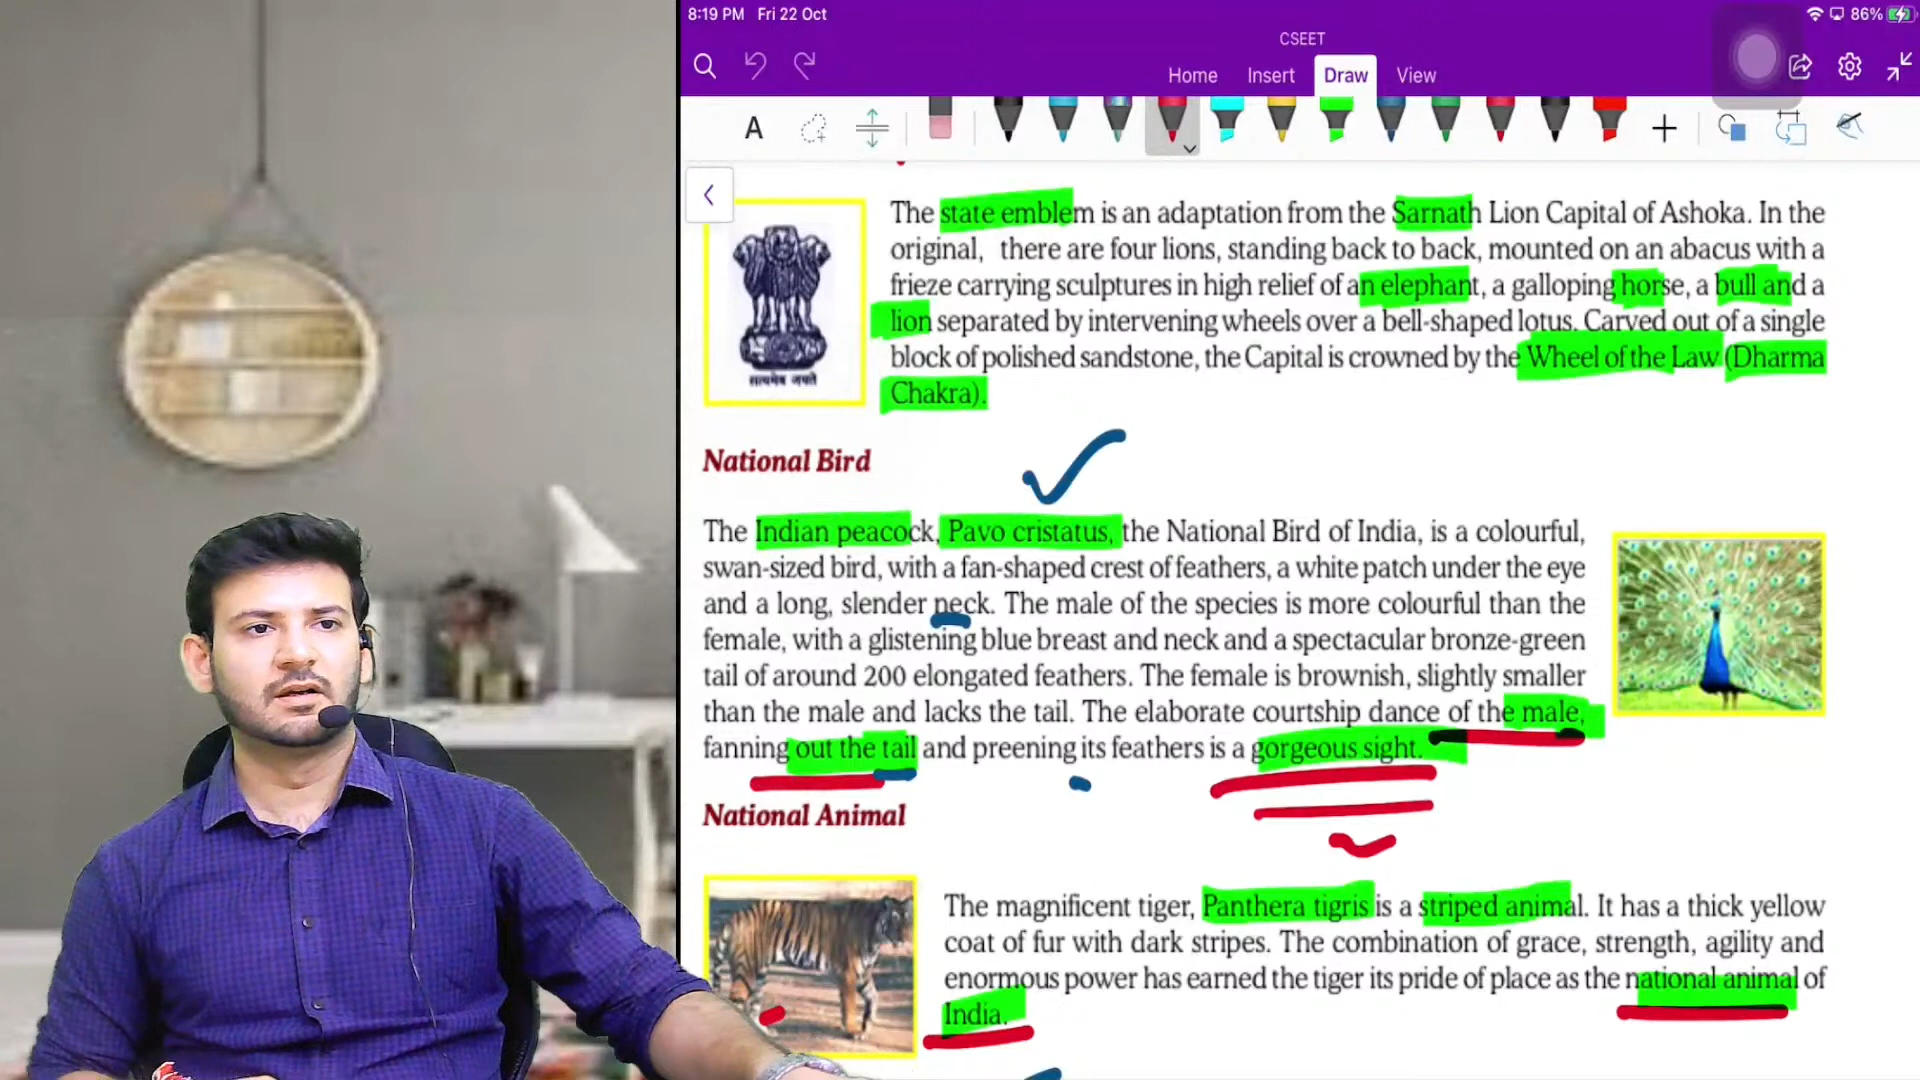 8:19 PM Fri 22 Oct
86%
CSEET
Home Insert Draw View
A
The state emblem is an adaptation from the Sarnath Lion Capital of Ashoka. In the
original, there are four lions, standing back to back, mounted on an abacus with a
frieze carrying sculptures in high relief of an elephant, a galloping horse, a bull and a
lion separated by intervening wheels over a bell-shaped lotus. Carved out of a single
block of polished sandstone, the Capital is crowned by the Wheel of the Law (Dharma
Chakra).
सत्यमेव जयते
National Bird
The Indian peacock, Pavo cristatus, the National Bird of India, is a colourful,
swan-sized bird, with a fan-shaped crest of feathers, a white patch under the eye
and a long, slender neck. The male of the species is more colourful than the
female, with a glistening blue breast and neck and a spectacular bronze-green
tail of around 200 elongated feathers. The female is brownish, slightly smaller
than the male and lacks the tail. The elaborate courtship dance of the male,
fanning out the tail and preening its feathers is a gorgeous sight.
National Animal
The magnificent tiger, Panthera tigris is a striped animal. It has a thick yellow
coat of fur with dark stripes. The combination of grace, strength, agility and
enormous power has earned the tiger its pride of place as the national animal of
India.